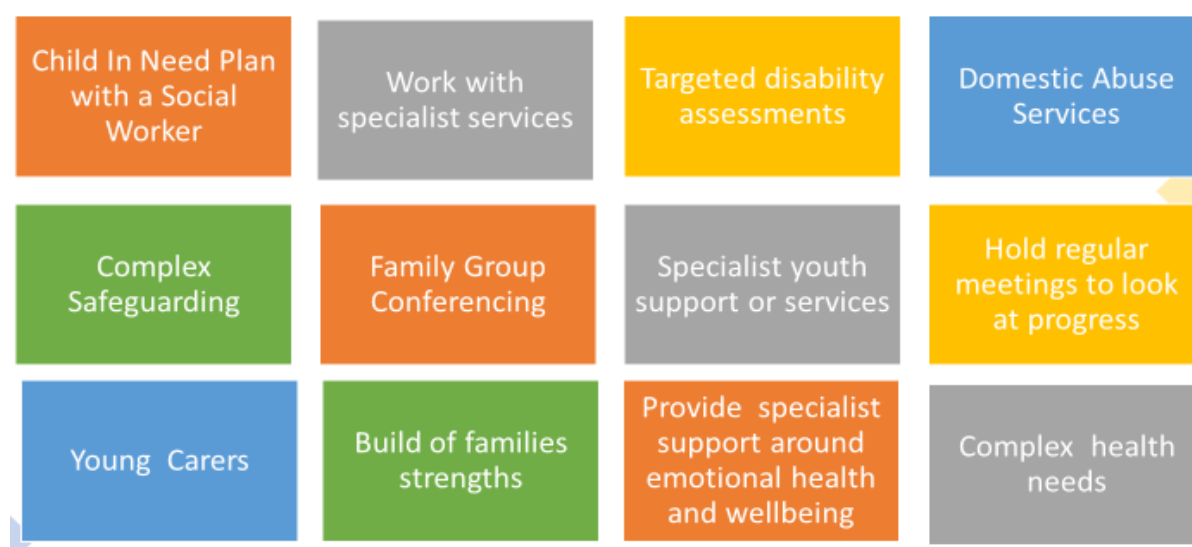 Child In Need Plan
with a Social
Worker
Work with
specialist services
Targeted disability
assessments
Domestic Abuse
Services
Complex
Safeguarding
Family Group
Conferencing
Specialist youth
support or services
Hold regular
meetings to look
at progress
Young Carers
Build of families
strengths
Provide specialist
support around
emotional health
and wellbeing
Complex health
needs